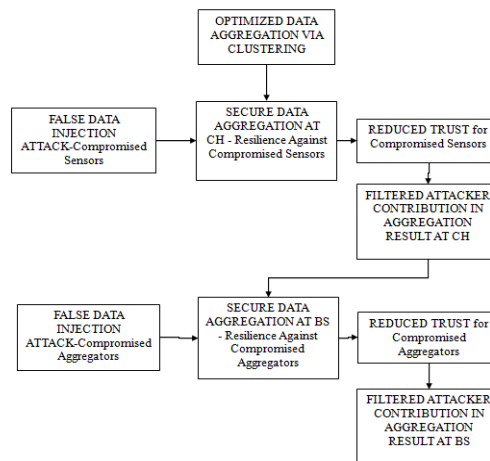 OPTIMIZED DATA
AGGREGATION VIA
CLUSTERING
FALSE DATA
INJECTION
ATTACK-Compromised
Sensors
SECURE DATA
AGGREGATION AT
CH - Resilience Against
Compromised Sensors
REDUCED TRUST for
Compromised Sensors
FILTERED ATTACKER
CONTRIBUTION IN
AGGREGATION
RESULT AT CH
FALSE DATA
INJECTION
ATTACK-Compromised
Aggregators
SECURE DATA
AGGREGATION AT BS
- Resilience Against
Compromised
Aggregators
REDUCED TRUST for
Compromised
Aggregators
FILTERED ATTACKER
CONTRIBUTION IN
AGGREGATION
RESULT AT BS